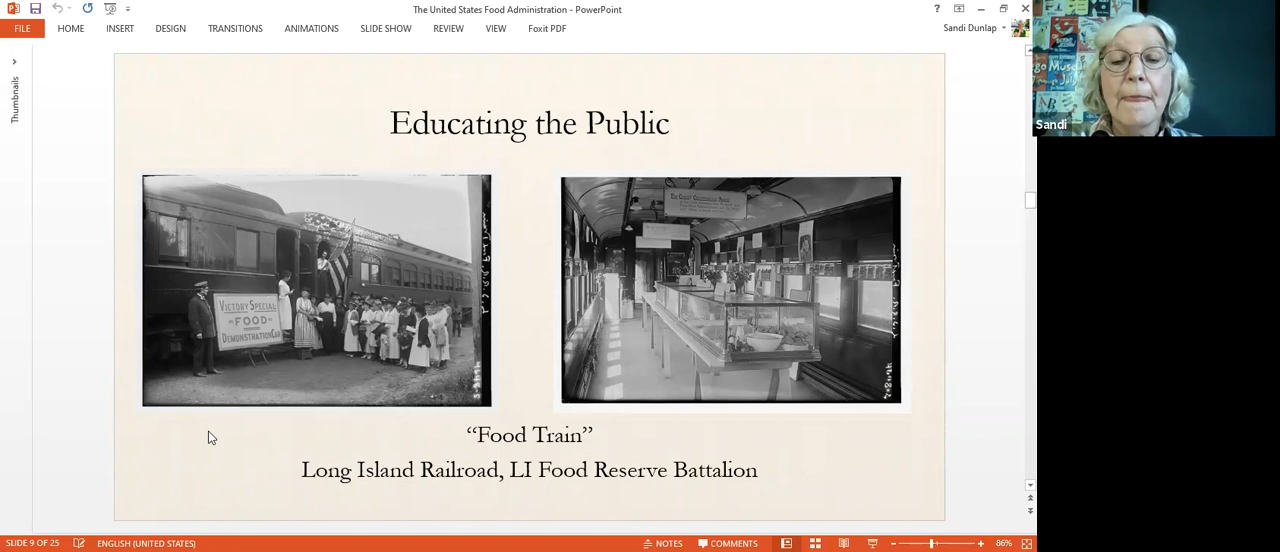 The United States Food Administration - PowerPoint
?
FILE
HOME
INSERT
DESIGN
TRANSITIONS
ANIMATIONS
SLIDE SHOW
REVIEW
VIEW
Foxit PDF
Sandi Dunlap
Thumbnails
Educating the Public
VICTORY SPECIAL
FOOD
DEMONSTRATION CAR
“Food Train”
Long Island Railroad, LI Food Reserve Battalion
Sandi
SLIDE 9 OF 25
ENGLISH (UNITED STATES)
NOTES
COMMENTS
86%